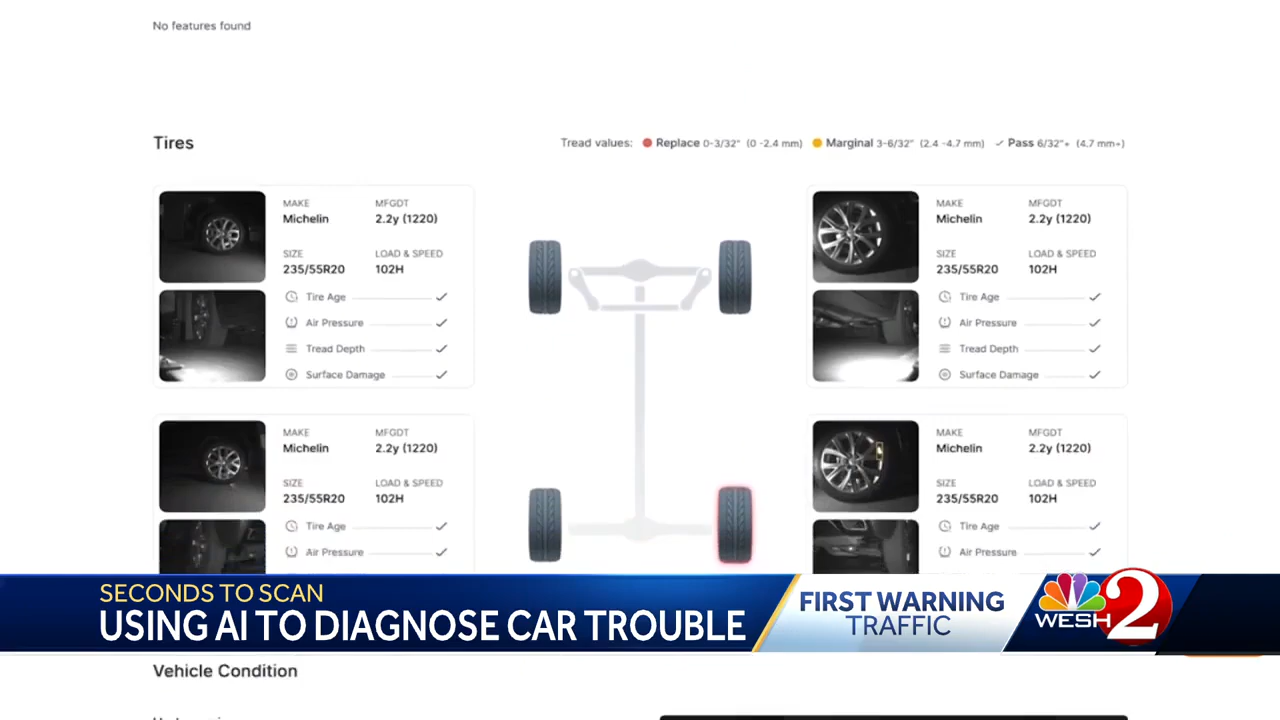 No features found
Tires
Tread values: Replace 0-3/32" (0 -2.4 mm) Marginal 3-6/32" (2.4 -4.7 mm) Pass 6/32"+ (4.7 mm+)
MAKE MFGDT
Michelin 2.2y (1220)
SIZE LOAD & SPEED
235/55R20 102H
Tire Age
Air Pressure
Tread Depth
Surface Damage
MAKE MFGDT
Michelin 2.2y (1220)
SIZE LOAD & SPEED
235/55R20 102H
Tire Age
Air Pressure
Tread Depth
Surface Damage
MAKE MFGDT
Michelin 2.2y (1220)
SIZE LOAD & SPEED
235/55R20 102H
Tire Age
Air Pressure
MAKE MFGDT
Michelin 2.2y (1220)
SIZE LOAD & SPEED
235/55R20 102H
Tire Age
Air Pressure
SECONDS TO SCAN
USING AI TO DIAGNOSE CAR TROUBLE
FIRST WARNING
TRAFFIC
WESH 2
Vehicle Condition